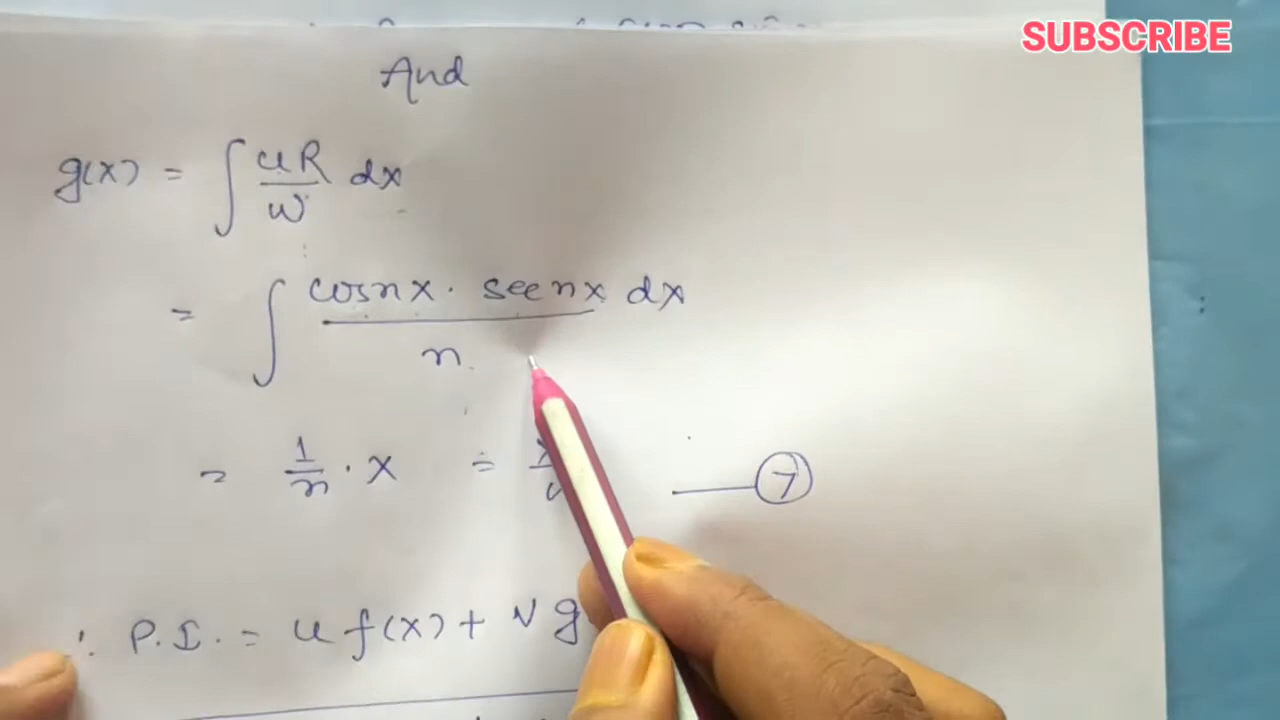 SUBSCRIBE
And
g(x) = ∫ uR/w dx
= ∫ cosnx . secnx / n dx
= 1/n . x = ⑦
∴ P.I. = u f(x) + v g